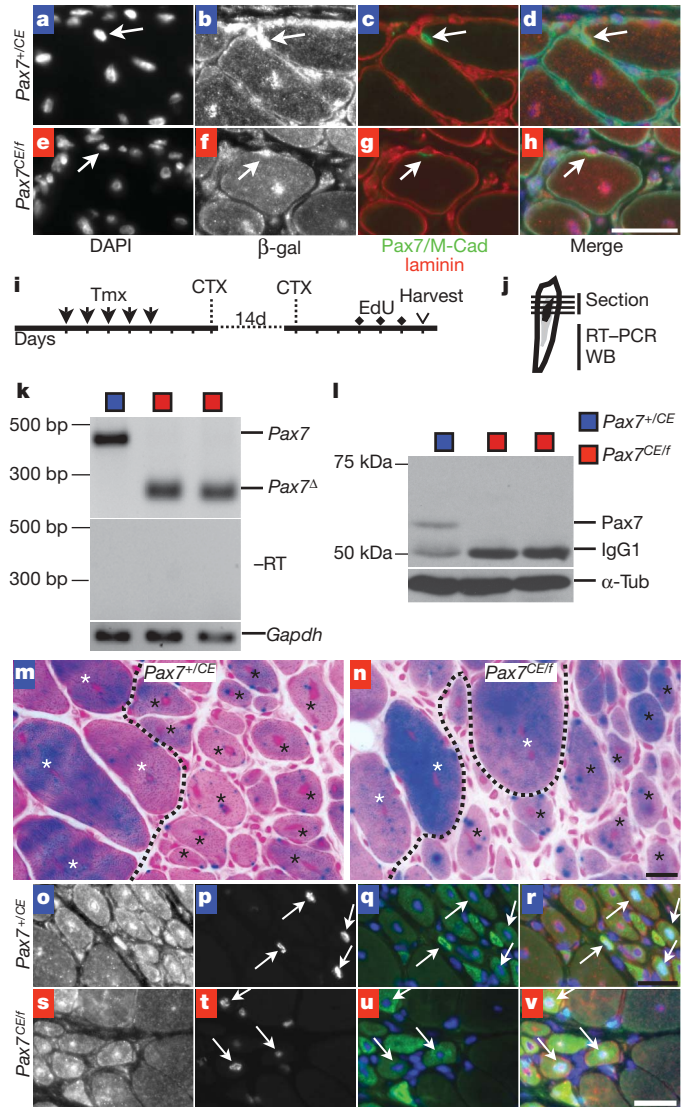 a b c d
Pax7+/CE
e f g h
Pax7CE/f
DAPI β-gal Pax7/M-Cad Merge
laminin
i
Tmx CTX CTX EdU Harvest
Days 14d
j
Section
RT–PCR
WB
k
500 bp Pax7
300 bp Pax7Δ
500 bp
–RT
300 bp
Gapdh
l
Pax7+/CE
Pax7CE/f
75 kDa
Pax7
50 kDa IgG1
α-Tub
m Pax7+/CE
n Pax7CE/f
* * * * * * * * * * * * * *
* * * * * * * * * * *
o p q r
Pax7+/CE
s t u v
Pax7CE/f